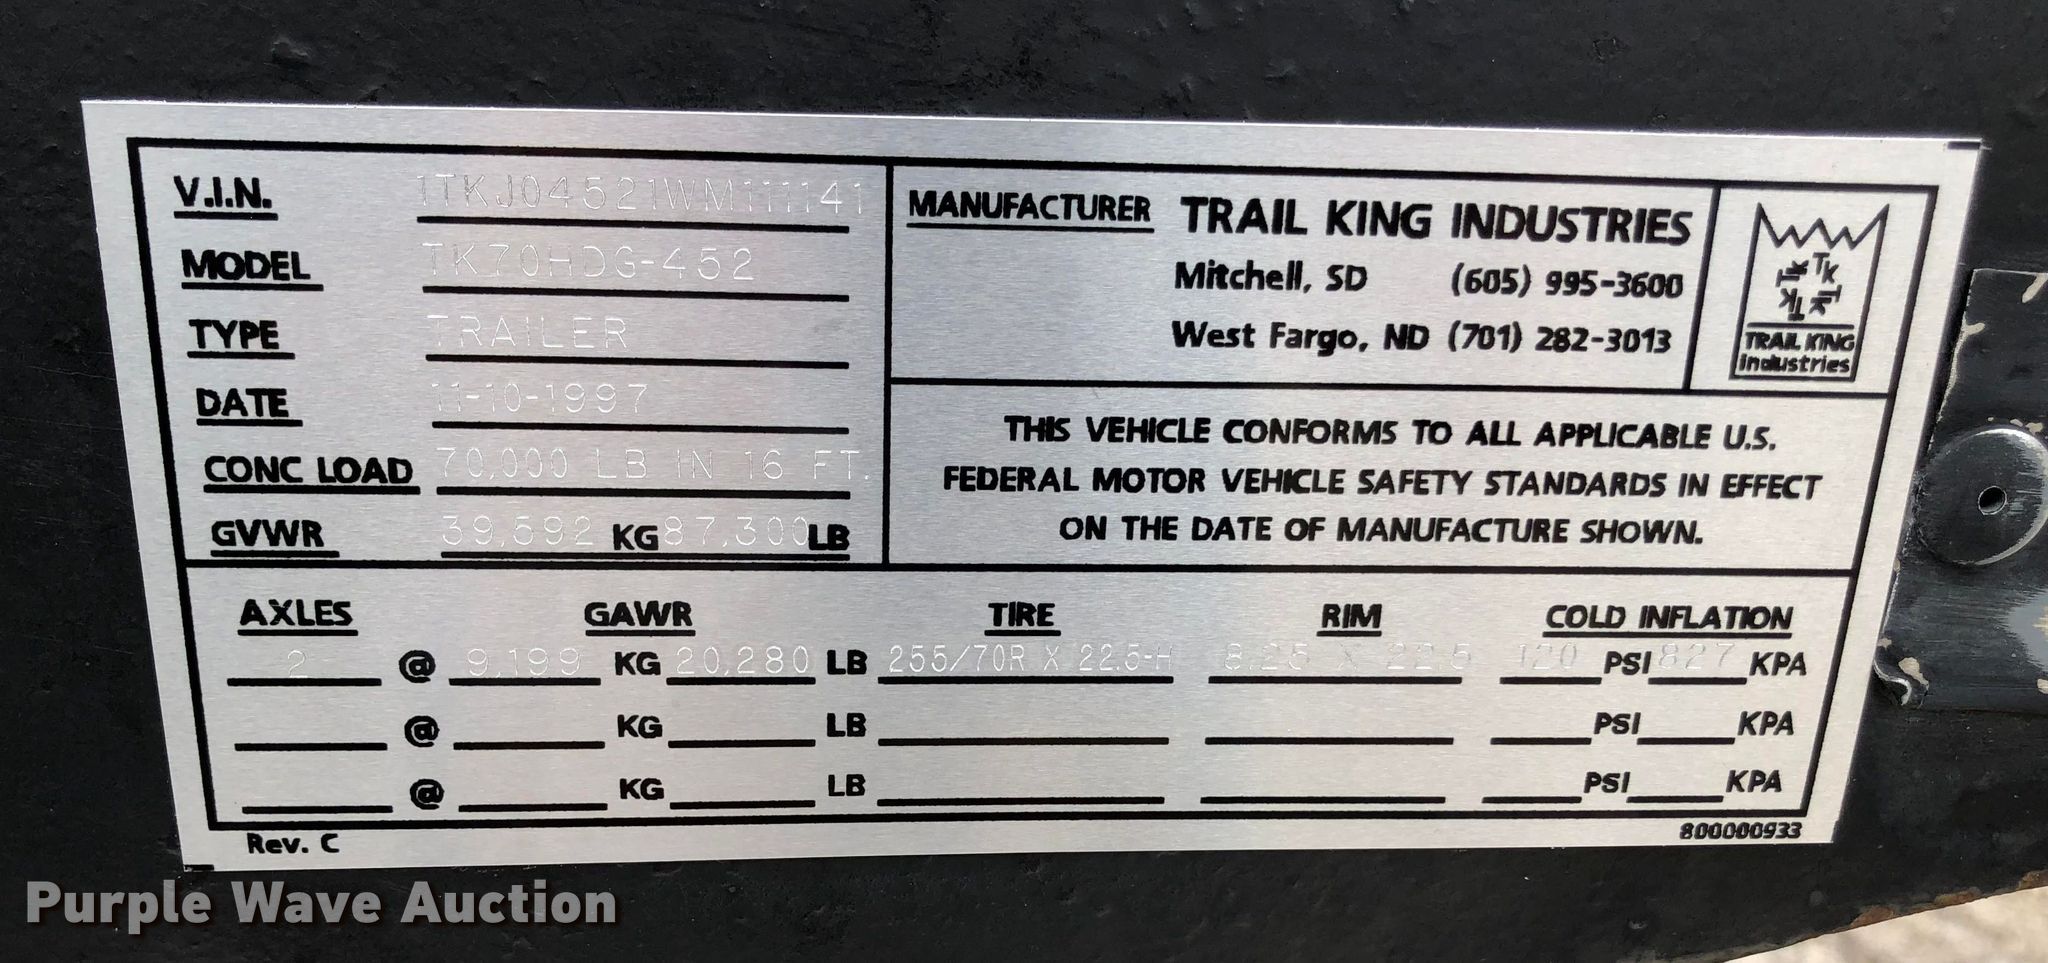 V.I.N. 1TKJ04521WM111141
MODEL TK70HDG-452
TYPE TRAILER
DATE 11-10-1997
CONC LOAD 70,000 LB IN 16 FT.
GVWR 39,592 KG 87,300 LB
MANUFACTURER TRAIL KING INDUSTRIES
Mitchell, SD (605) 995-3600
West Fargo, ND (701) 282-3013
TK TK TK TK
TRAIL KING
Industries
THIS VEHICLE CONFORMS TO ALL APPLICABLE U.S.
FEDERAL MOTOR VEHICLE SAFETY STANDARDS IN EFFECT
ON THE DATE OF MANUFACTURE SHOWN.
AXLES GAWR TIRE RIM COLD INFLATION
2 @ 9,199 KG 20,280 LB 255/70R X 22.5-H 8.25 X 22.5 120 PSI 827 KPA
@ KG LB PSI KPA
@ KG LB PSI KPA
Rev. C 800000933
Purple Wave Auction